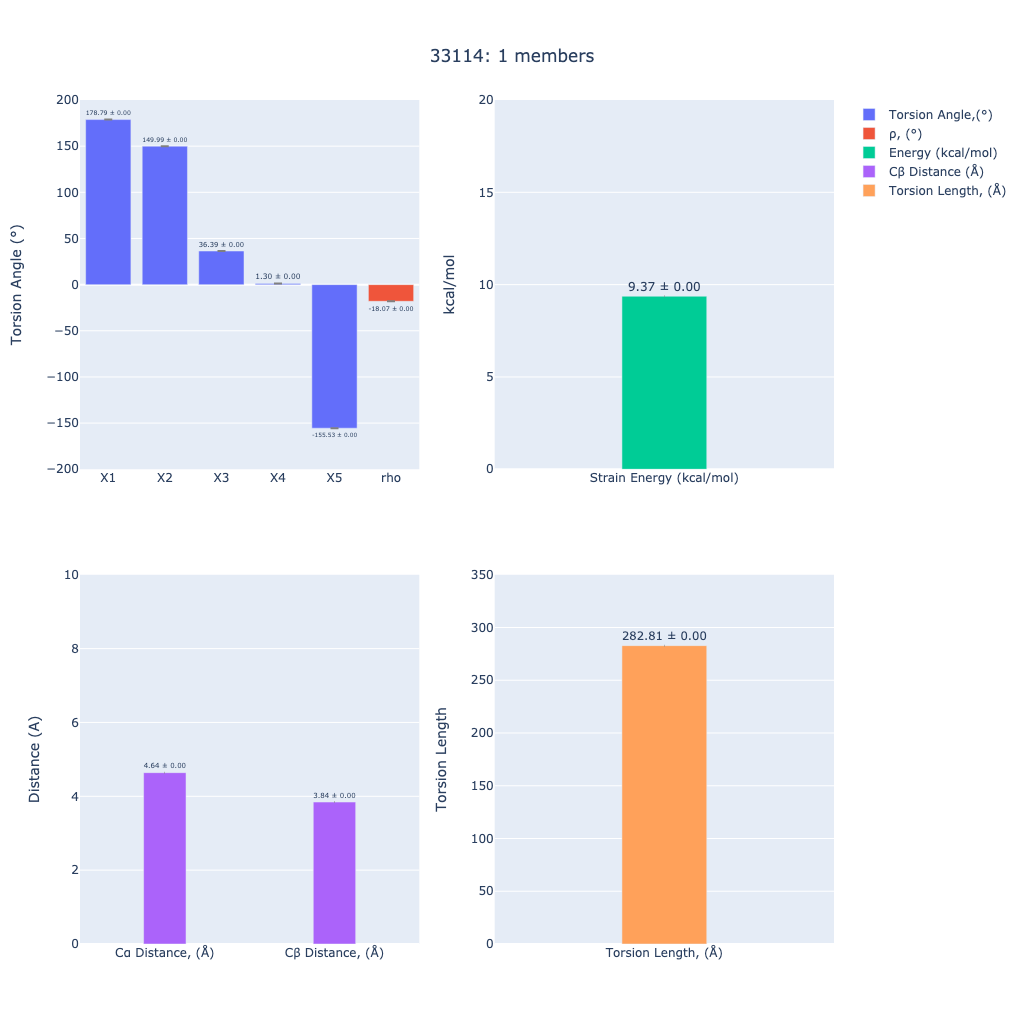 33114: 1 members
Torsion Angle (°)
200
150
100
50
0
−50
−100
−150
−200
178.79 ± 0.00
149.99 ± 0.00
36.39 ± 0.00
1.30 ± 0.00
-155.53 ± 0.00
-18.07 ± 0.00
X1 X2 X3 X4 X5 rho
kcal/mol
20
15
10
5
0
9.37 ± 0.00
Strain Energy (kcal/mol)
Torsion Angle,(°)
ρ, (°)
Energy (kcal/mol)
Cβ Distance (Å)
Torsion Length, (Å)
Distance (A)
10
8
6
4
2
0
4.64 ± 0.00
3.84 ± 0.00
Cα Distance, (Å) Cβ Distance, (Å)
Torsion Length
350
300
250
200
150
100
50
0
282.81 ± 0.00
Torsion Length, (Å)